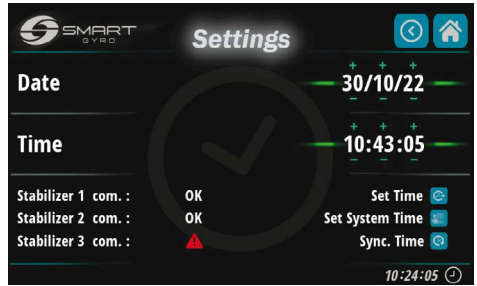 SMART
GYRO
Settings
+ + +
Date 30/10/22
- - -
+ + +
Time 10:43:05
- - -
Stabilizer 1 com. : OK Set Time
Stabilizer 2 com. : OK Set System Time
Stabilizer 3 com. : Sync. Time
10:24:05